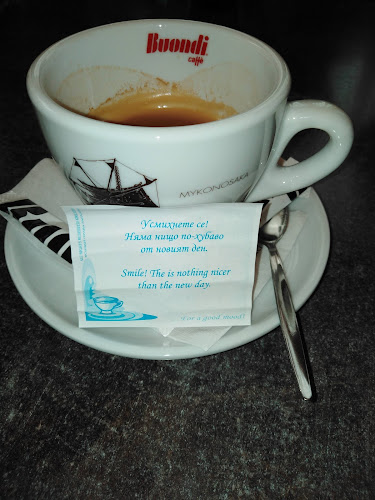 Buondi
caffè
MYKONOSAKA
Усмихнете се!
Няма нищо по-хубаво
от новият ден.
Smile! The is nothing nicer
than the new day.
For a good mood!